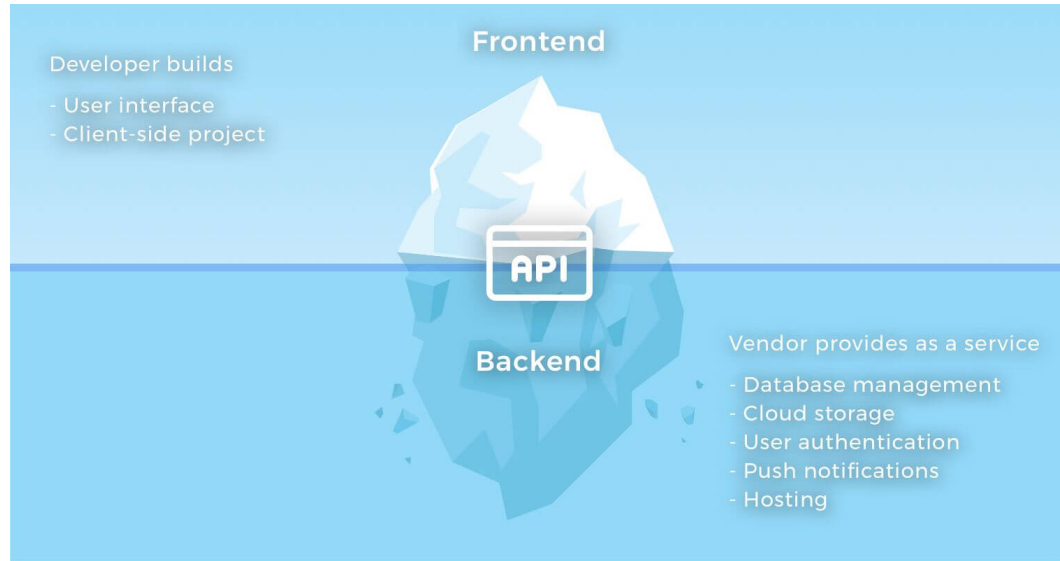 Frontend
Developer builds
- User interface
- Client-side project
API
Backend
Vendor provides as a service
- Database management
- Cloud storage
- User authentication
- Push notifications
- Hosting